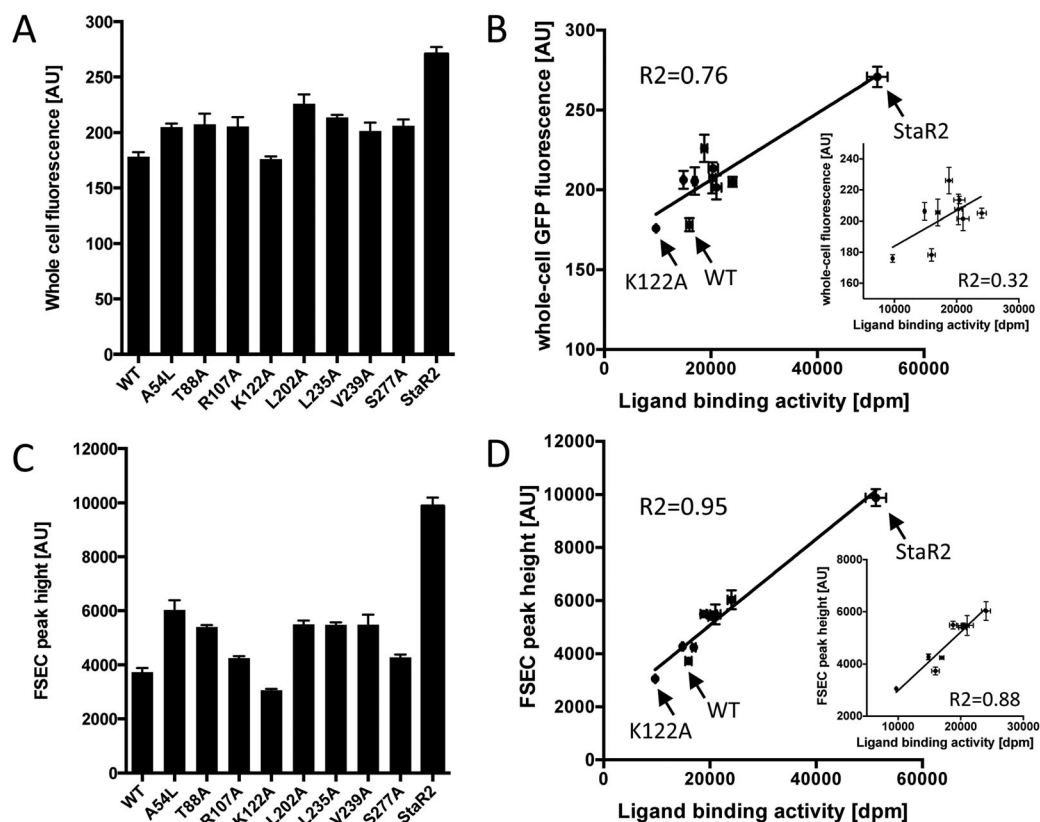 A
Whole cell fluorescence [AU]
300
250
200
150
100
50
0
WT
A54L
T88A
R107A
K122A
L202A
L235A
V239A
S277A
StaR2
B
whole-cell GFP fluorescence [AU]
300
250
200
150
100
R2=0.76
StaR2
K122A
WT
0
20000
40000
60000
Ligand binding activity [dpm]
whole-cell fluorescence [AU]
240
220
200
180
160
R2=0.32
10000
20000
30000
Ligand binding activity [dpm]
C
FSEC peak hight [AU]
12000
10000
8000
6000
4000
2000
0
WT
A54L
T88A
R107A
K122A
L202A
L235A
V239A
S277A
StaR2
D
FSEC peak height [AU]
12000
10000
8000
6000
4000
2000
0
R2=0.95
StaR2
K122A
WT
0
20000
40000
60000
Ligand binding activity [dpm]
FSEC peak height [AU]
8000
6000
4000
2000
R2=0.88
10000
20000
30000
Ligand binding activity [dpm]